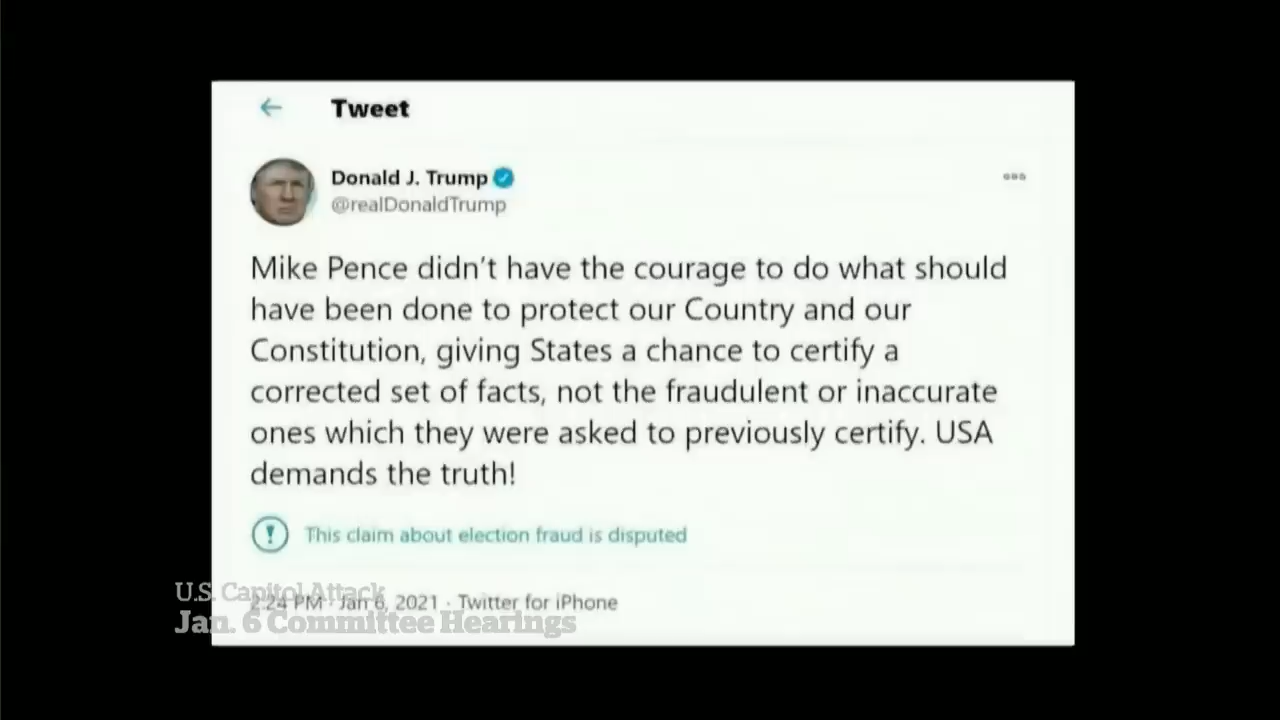 Tweet
Donald J. Trump
@realDonaldTrump
Mike Pence didn't have the courage to do what should
have been done to protect our Country and our
Constitution, giving States a chance to certify a
corrected set of facts, not the fraudulent or inaccurate
ones which they were asked to previously certify. USA
demands the truth!
This claim about election fraud is disputed
U.S. Capitol Attack
2:24 PM · Jan 6, 2021 · Twitter for iPhone
Jan. 6 Committee Hearings